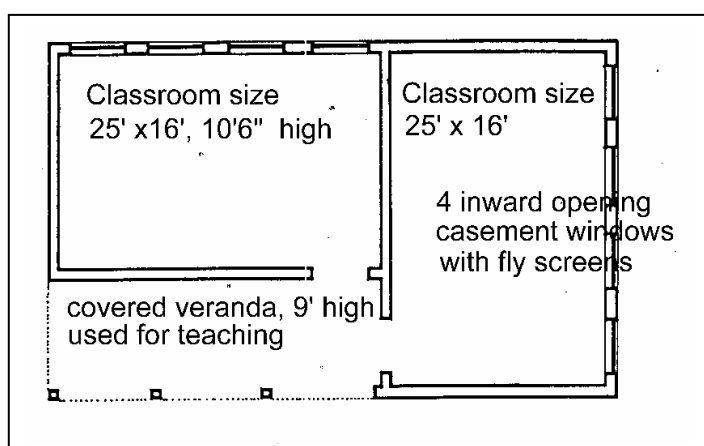 Classroom size
25' x16', 10'6" high
Classroom size
25' x 16'
4 inward opening
casement windows
with fly screens
covered veranda, 9' high
used for teaching